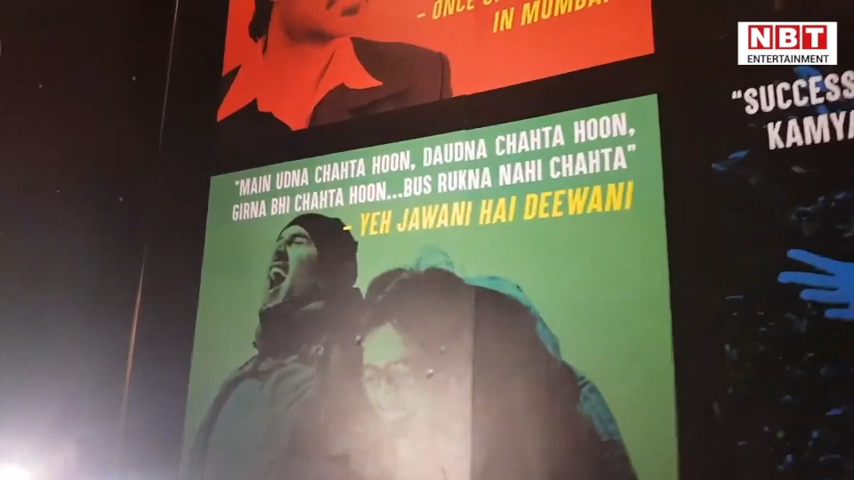 - ONCE
IN MUMBAI
NBT
ENTERTAINMENT
"SUCCESS
"MAIN UDNA CHAHTA HOON, DAUDNA CHAHTA HOON,
GIRNA BHI CHAHTA HOON...BUS RUKNA NAHI CHAHTA"
- YEH JAWANI HAI DEEWANI